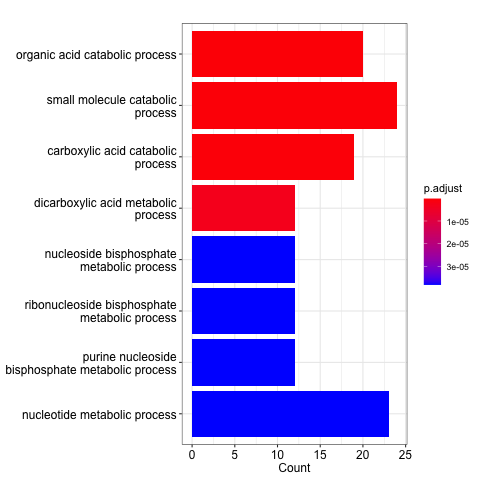 organic acid catabolic process
small molecule catabolic
process
carboxylic acid catabolic
process
dicarboxylic acid metabolic
process
nucleoside bisphosphate
metabolic process
ribonucleoside bisphosphate
metabolic process
purine nucleoside
bisphosphate metabolic process
nucleotide metabolic process
0 5 10 15 20 25
Count
p.adjust
1e-05
2e-05
3e-05